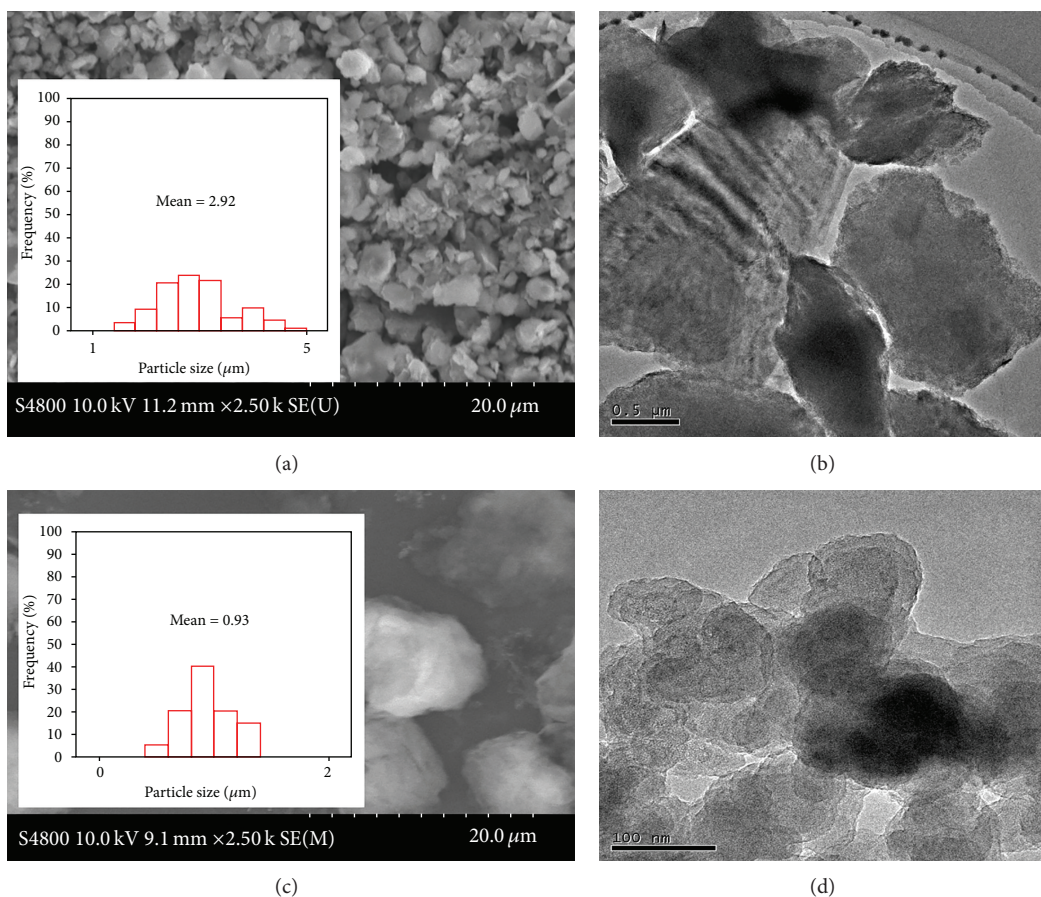 100
90
80
70
60
50
40
30
20
10
0
Frequency (%)
Mean = 2.92
1 5
Particle size (μm)
S4800 10.0 kV 11.2 mm ×2.50 k SE(U) 20.0 μm
(a)
0.5 μm
(b)
100
90
80
70
60
50
40
30
20
10
0
Frequency (%)
Mean = 0.93
0 2
Particle size (μm)
S4800 10.0 kV 9.1 mm ×2.50 k SE(M) 20.0 μm
(c)
100 nm
(d)